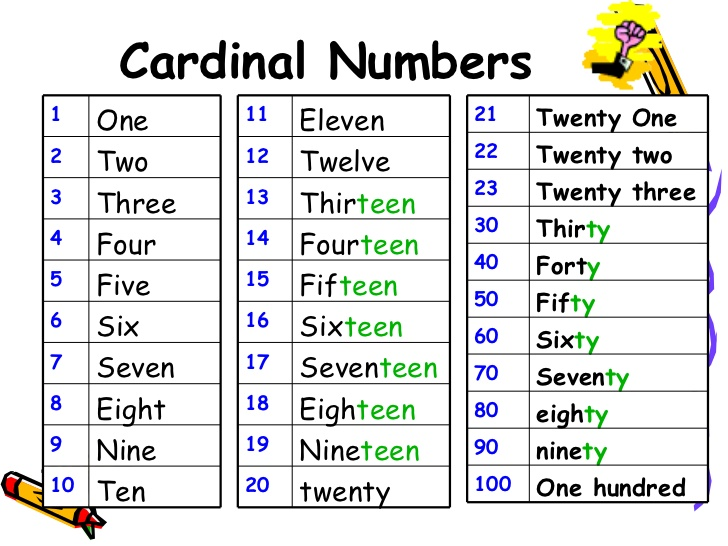 Cardinal Numbers
1 One
2 Two
3 Three
4 Four
5 Five
6 Six
7 Seven
8 Eight
9 Nine
10 Ten
11 Eleven
12 Twelve
13 Thirteen
14 Fourteen
15 Fifteen
16 Sixteen
17 Seventeen
18 Eighteen
19 Nineteen
20 twenty
21 Twenty One
22 Twenty two
23 Twenty three
30 Thirty
40 Forty
50 Fifty
60 Sixty
70 Seventy
80 eighty
90 ninety
100 One hundred